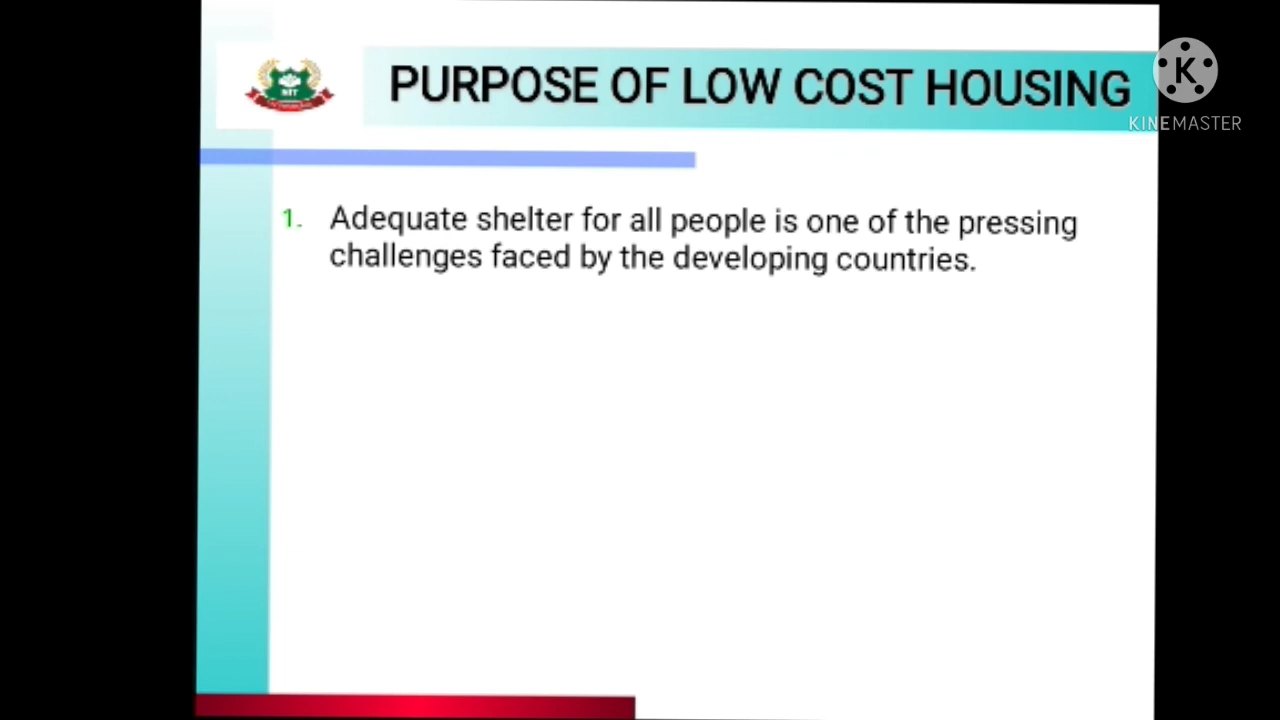 PURPOSE OF LOW COST HOUSING
KINEMASTER
1. Adequate shelter for all people is one of the pressing
challenges faced by the developing countries.